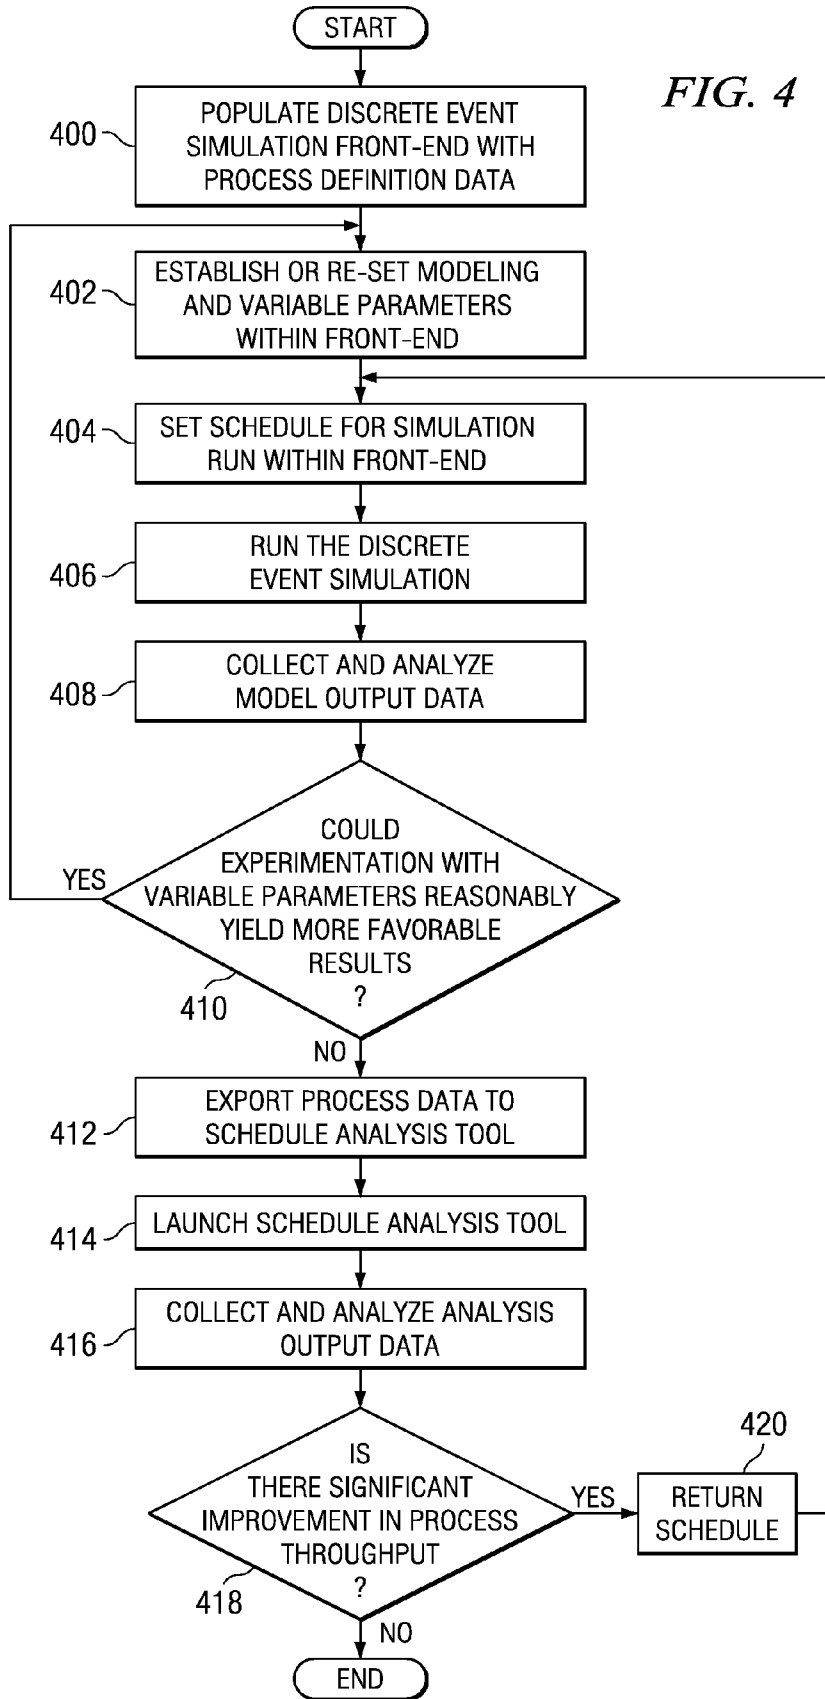 START
FIG. 4
400
POPULATE DISCRETE EVENT
SIMULATION FRONT-END WITH
PROCESS DEFINITION DATA
402
ESTABLISH OR RE-SET MODELING
AND VARIABLE PARAMETERS
WITHIN FRONT-END
404
SET SCHEDULE FOR SIMULATION
RUN WITHIN FRONT-END
406
RUN THE DISCRETE
EVENT SIMULATION
408
COLLECT AND ANALYZE
MODEL OUTPUT DATA
YES
COULD
EXPERIMENTATION WITH
VARIABLE PARAMETERS REASONABLY
YIELD MORE FAVORABLE
RESULTS
?
410
NO
412
EXPORT PROCESS DATA TO
SCHEDULE ANALYSIS TOOL
414
LAUNCH SCHEDULE ANALYSIS TOOL
416
COLLECT AND ANALYZE ANALYSIS
OUTPUT DATA
IS
THERE SIGNIFICANT
IMPROVEMENT IN PROCESS
THROUGHPUT
?
418
YES
420
RETURN
SCHEDULE
NO
END